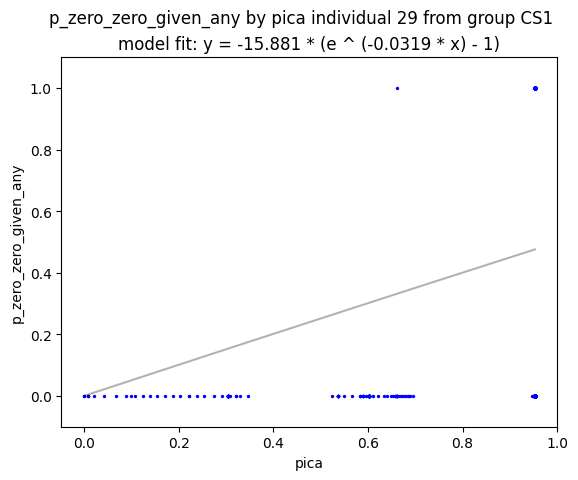 p_zero_zero_given_any by pica individual 29 from group CS1
model fit: y = -15.881 * (e ^ (-0.0319 * x) - 1)
1.0
0.8
0.6
0.4
0.2
0.0
p_zero_zero_given_any
0.0 0.2 0.4 0.6 0.8 1.0
pica